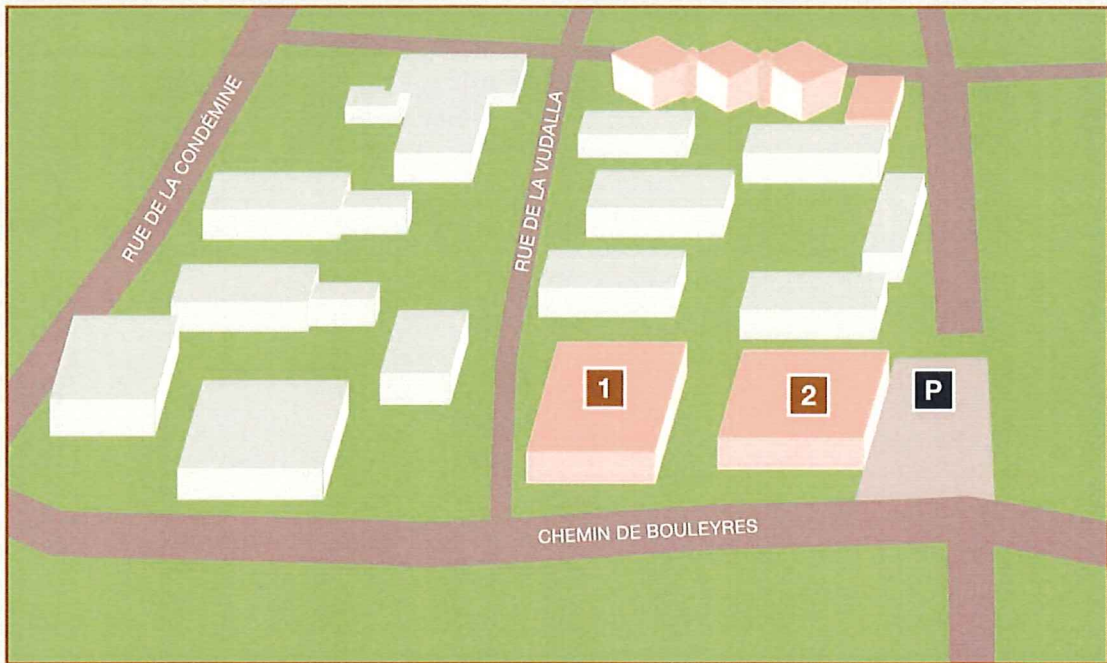 RUE DE LA CONDÉMINE
RUE DE LA VUDALLA
1
2
P
CHEMIN DE BOULEYRES